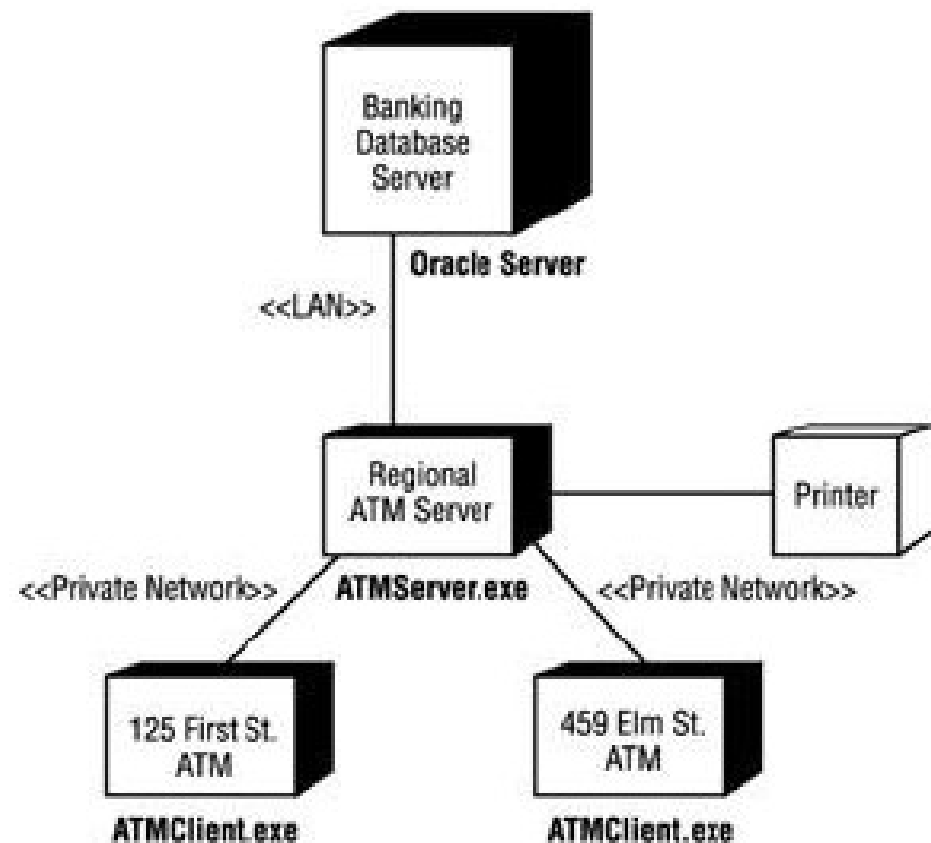 Banking
Database
Server
Oracle Server
<<LAN>>
Regional
ATM Server
Printer
<<Private Network>>
ATMServer.exe
<<Private Network>>
125 First St.
ATM
459 Elm St.
ATM
ATMClient.exe
ATMClient.exe